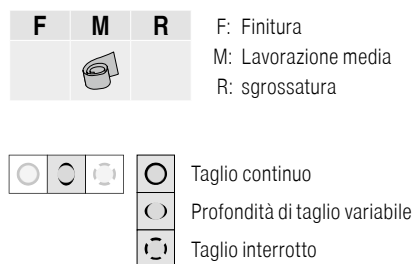 F M R
F: Finitura
M: Lavorazione media
R: sgrossatura
Taglio continuo
Profondità di taglio variabile
Taglio interrotto